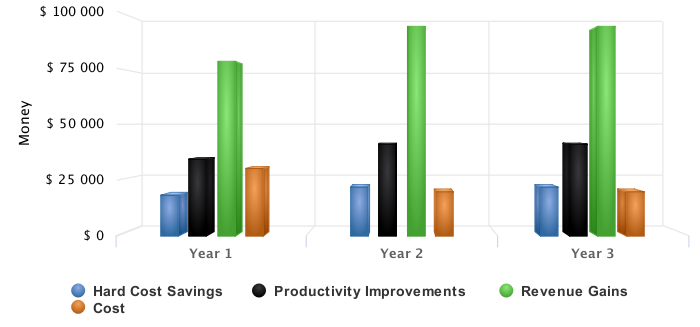 $ 100 000
$ 75 000
$ 50 000
$ 25 000
$ 0
Money
Year 1
Year 2
Year 3
Hard Cost Savings
Productivity Improvements
Revenue Gains
Cost